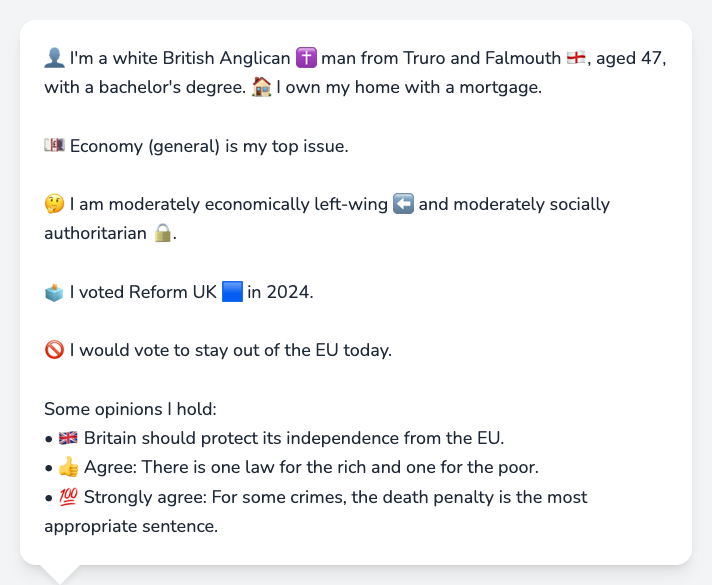 👤 I'm a white British Anglican ✝️ man from Truro and Falmouth 🏴󠁧󠁢󠁥󠁮󠁧󠁿, aged 47,
with a bachelor's degree. 🏠 I own my home with a mortgage.
💷 Economy (general) is my top issue.
🤔 I am moderately economically left-wing ⬅️ and moderately socially
authoritarian 🔒.
🗳️ I voted Reform UK 🟦 in 2024.
🚫 I would vote to stay out of the EU today.
Some opinions I hold:
• 🇬🇧 Britain should protect its independence from the EU.
• 👍 Agree: There is one law for the rich and one for the poor.
• 💯 Strongly agree: For some crimes, the death penalty is the most
appropriate sentence.